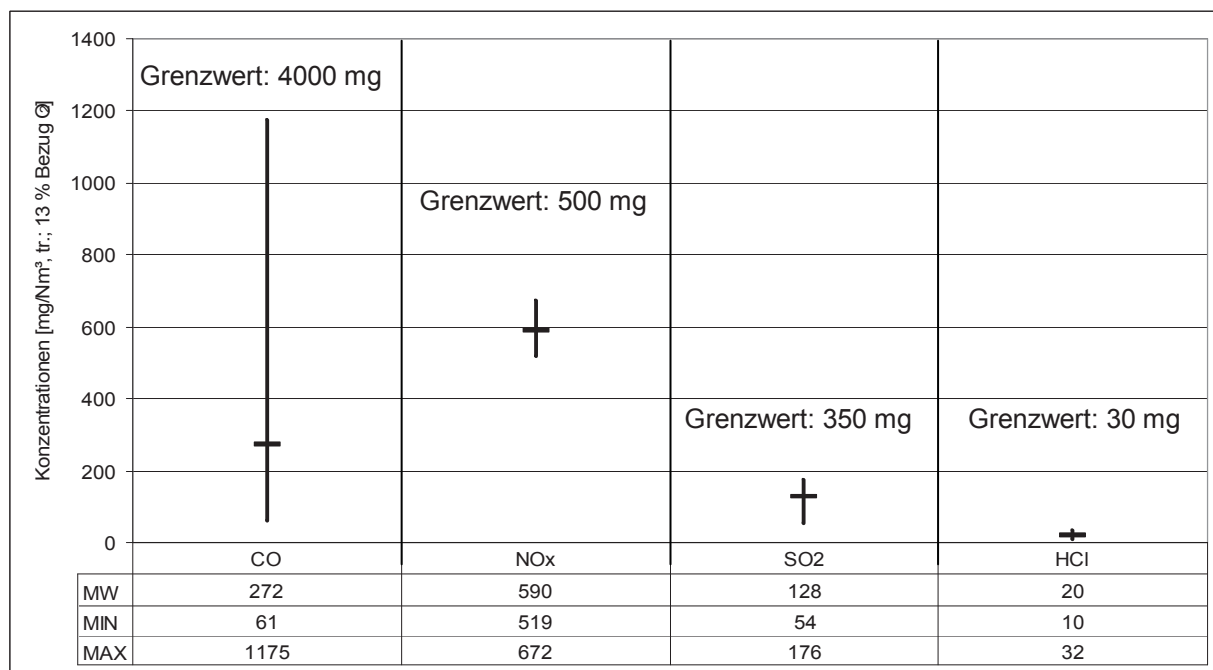 Konzentrationen [mg/Nm³, tr.; 13 % Bezug O2]
1400
1200
1000
800
600
400
200
0
Grenzwert: 4000 mg
Grenzwert: 500 mg
Grenzwert: 350 mg
Grenzwert: 30 mg
CO NOx SO2 HCl
MW 272 590 128 20
MIN 61 519 54 10
MAX 1175 672 176 32